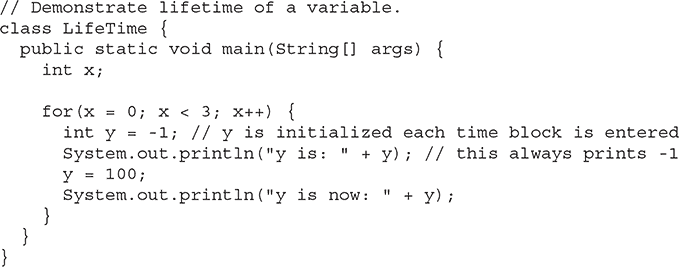 // Demonstrate lifetime of a variable.
class LifeTime {
  public static void main(String[] args) {
    int x;

    for(x = 0; x < 3; x++) {
      int y = -1; // y is initialized each time block is entered
      System.out.println("y is: " + y); // this always prints -1
      y = 100;
      System.out.println("y is now: " + y);
    }
  }
}